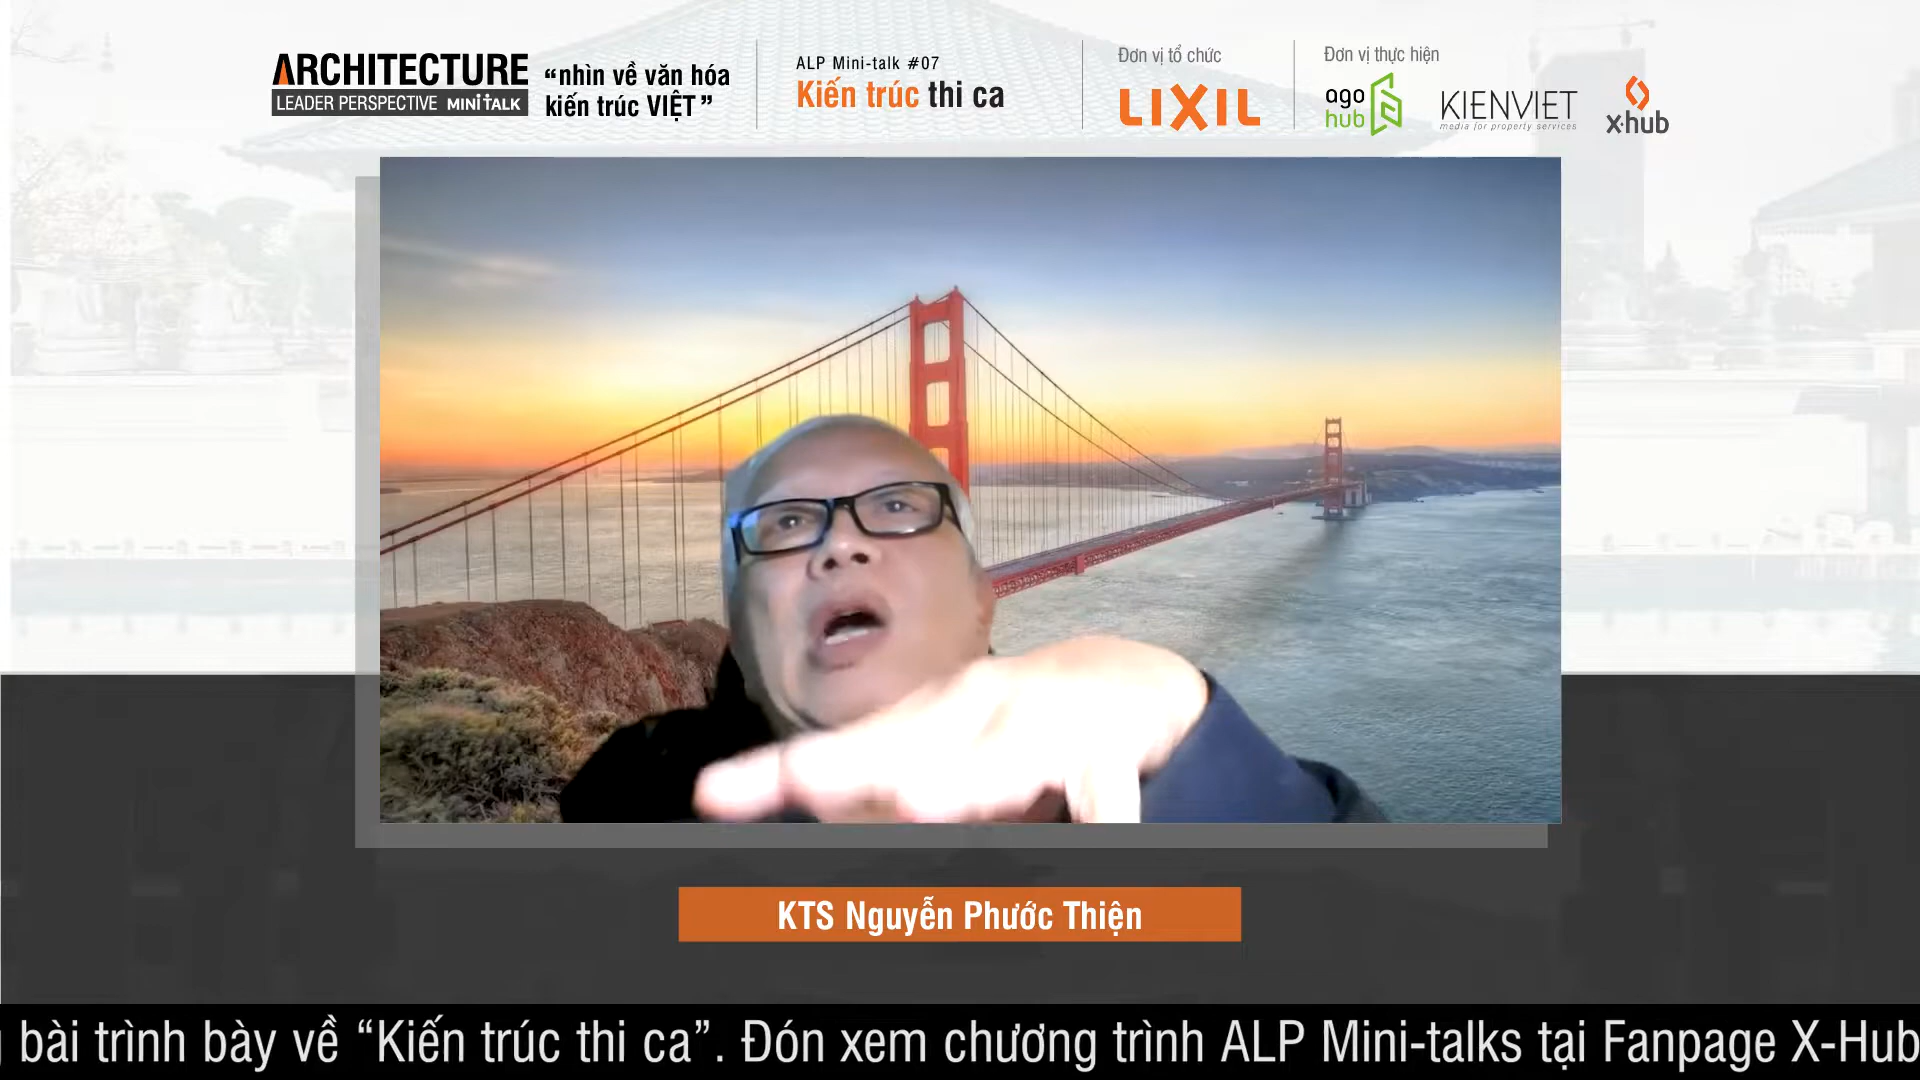 ARCHITECTURE
LEADER PERSPECTIVE MINI TALK
“nhìn về văn hóa
kiến trúc VIỆT”
ALP Mini-talk #07
Kiến trúc thi ca
Đơn vị tổ chức
LIXIL
Đơn vị thực hiện
ago
hub
KIENVIET
media for property services
x·hub
KTS Nguyễn Phước Thiện
bài trình bày về “Kiến trúc thi ca”. Đón xem chương trình ALP Mini-talks tại Fanpage X-Hub